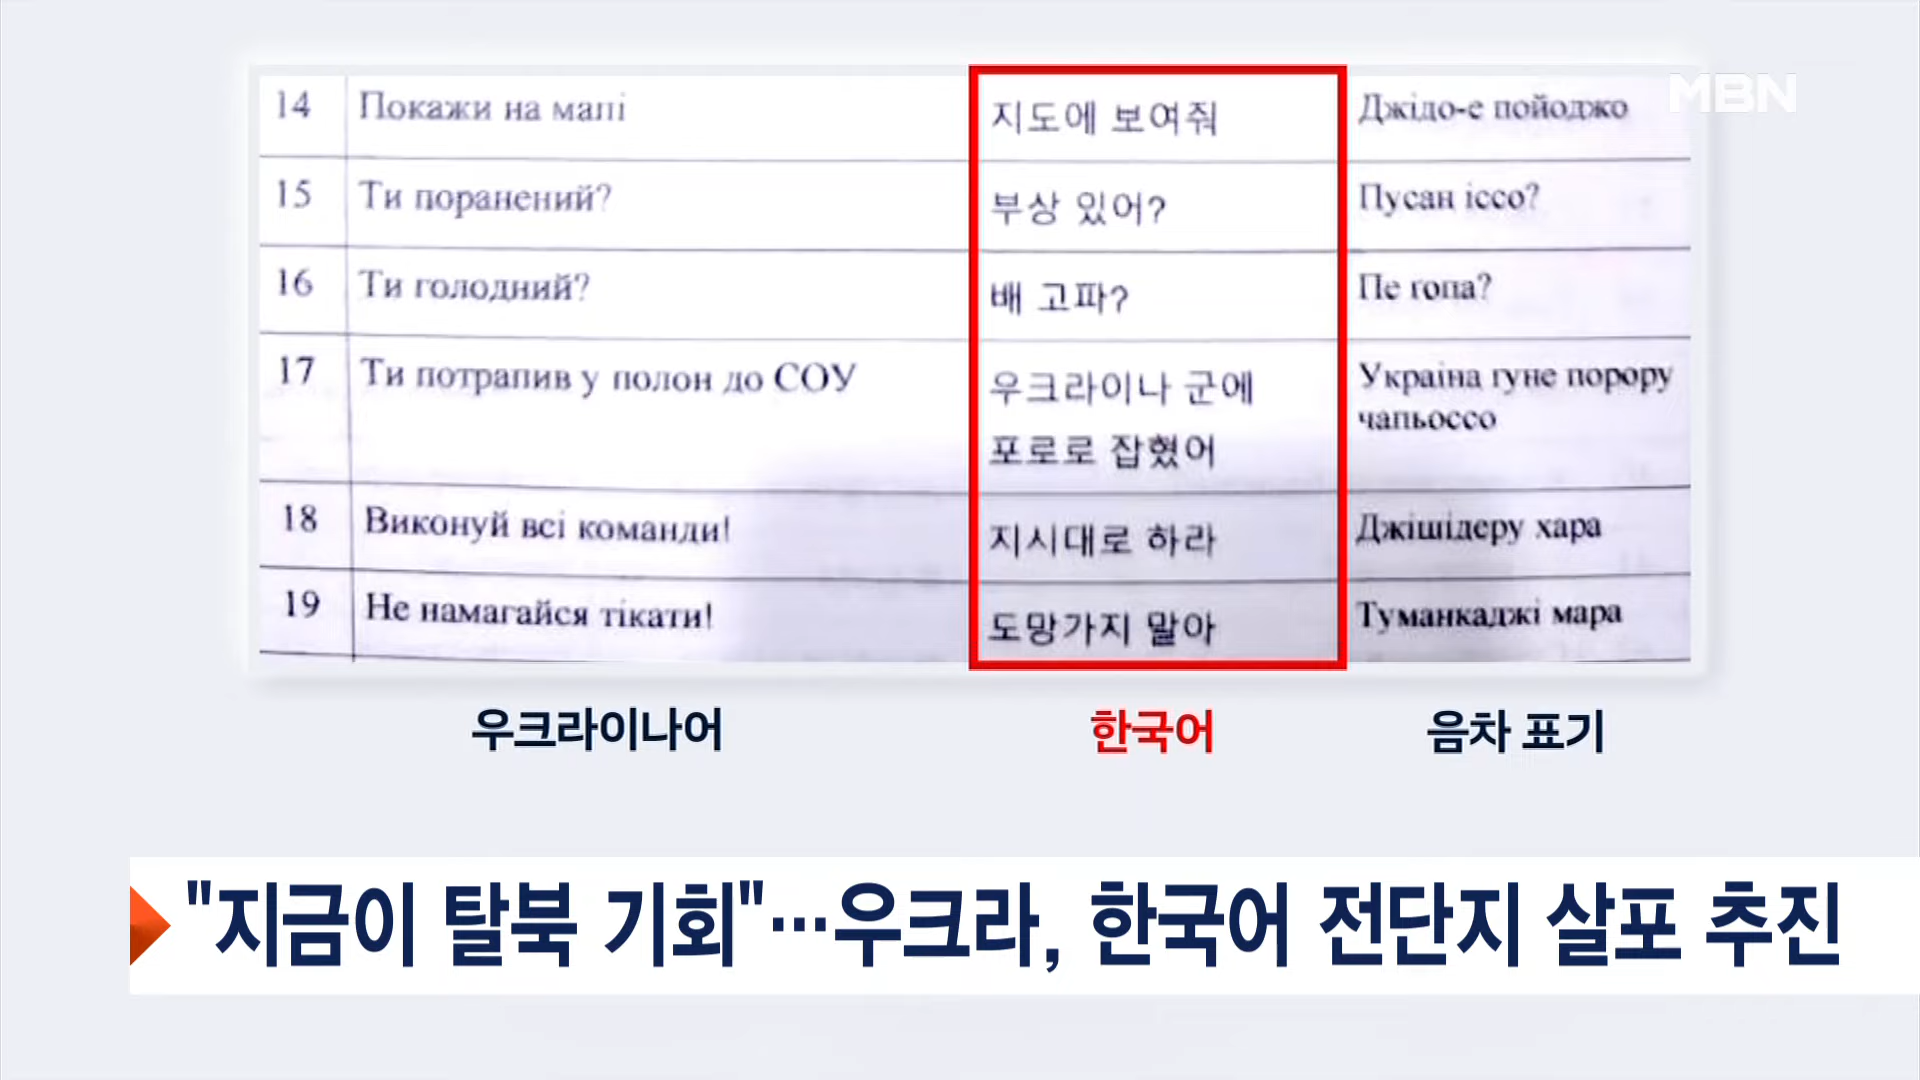 MBN
14 Покажи на мапі 지도에 보여줘 Джідо-е пойоджо
15 Ти поранений? 부상 있어? Пусан іссо?
16 Ти голодний? 배 고파? Пе гопа?
17 Ти потрапив у полон до СОУ 우크라이나 군에 Україна гуне порору
포로로 잡혔어 чапьоссо
18 Виконуй всі команди! 지시대로 하라 Джішідеру хара
19 Не намагайся тікати! 도망가지 말아 Туманкаджі мара
우크라이나어 한국어 음차 표기
"지금이 탈북 기회"…우크라, 한국어 전단지 살포 추진